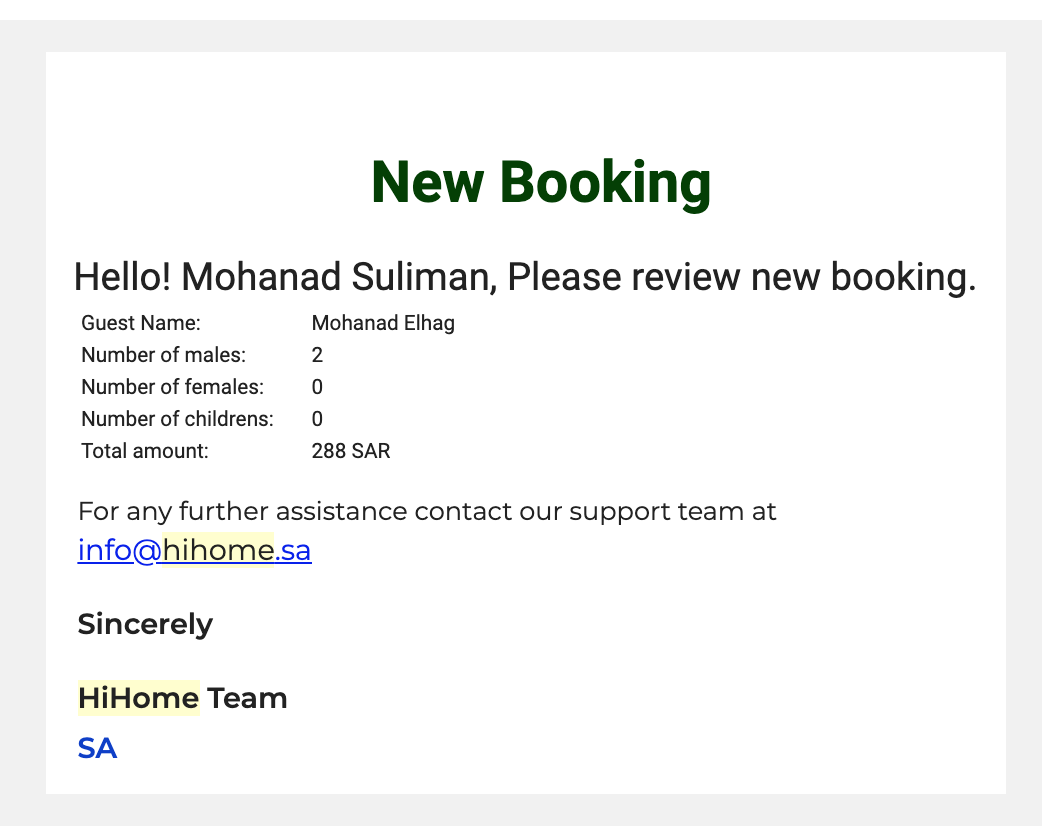 New Booking
Hello! Mohanad Suliman, Please review new booking.
Guest Name: Mohanad Elhag
Number of males: 2
Number of females: 0
Number of childrens: 0
Total amount: 288 SAR
For any further assistance contact our support team at
info@hihome.sa
Sincerely
HiHome Team
SA